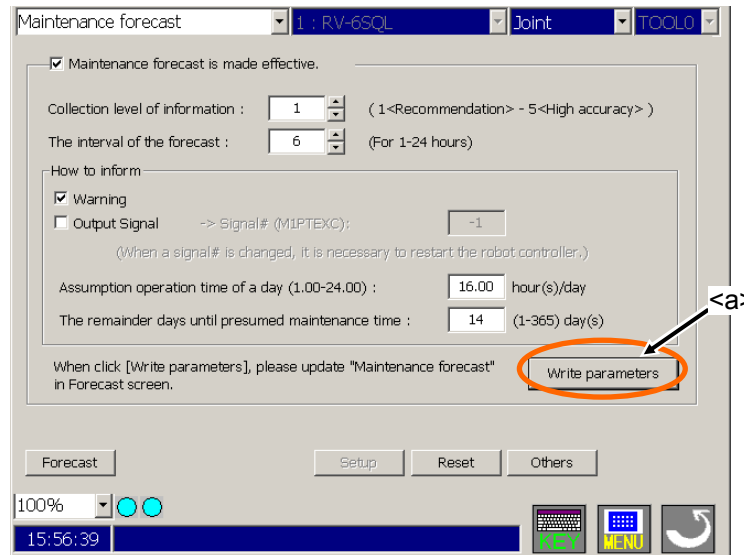 Maintenance forecast 1 : RV-6SQL Joint TOOL0
Maintenance forecast is made effective.
Collection level of information : 1 ( 1<Recommendation> - 5<High accuracy> )
The interval of the forecast : 6 (For 1-24 hours)
How to inform
Warning
Output Signal -> Signal# (M1PTEXC): -1
(When a signal# is changed, it is necessary to restart the robot controller.)
Assumption operation time of a day (1.00-24.00) : 16.00 hour(s)/day
<a>
The remainder days until presumed maintenance time : 14 (1-365) day(s)
When click [Write parameters], please update "Maintenance forecast"
in Forecast screen.
Write parameters
Forecast Setup Reset Others
100%
15:56:39
KEY MENU